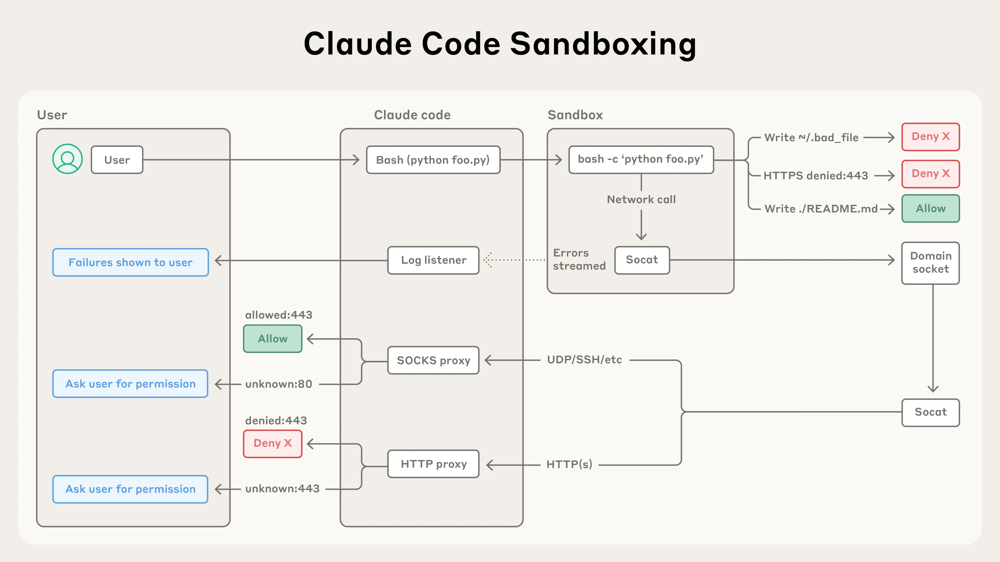 Claude Code Sandboxing
User
Claude code
Sandbox
User
Bash (python foo.py)
bash -c ‘python foo.py’
Write ~/.bad_file
Deny X
HTTPS denied:443
Deny X
Write ./README.md
Allow
Network call
Failures shown to user
Log listener
Errors
streamed
Socat
Domain
socket
allowed:443
Allow
SOCKS proxy
UDP/SSH/etc
Ask user for permission
unknown:80
Socat
denied:443
Deny X
HTTP proxy
HTTP(s)
Ask user for permission
unknown:443